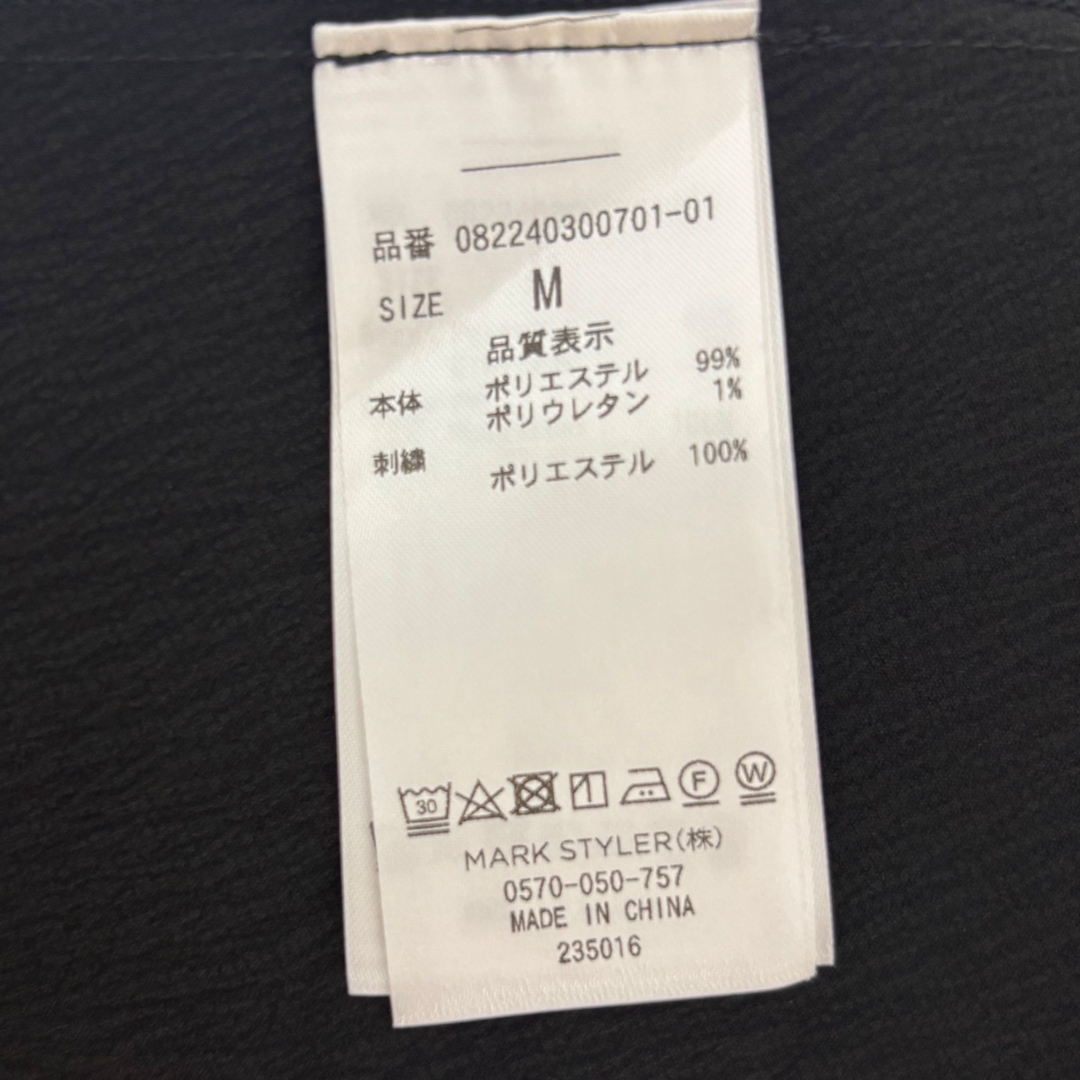 品番 082240300701-01
SIZE M
品質表示
本体 ポリエステル 99%
ポリウレタン 1%
刺繍 ポリエステル 100%
30 F W
MARK STYLER(株)
0570-050-757
MADE IN CHINA
235016